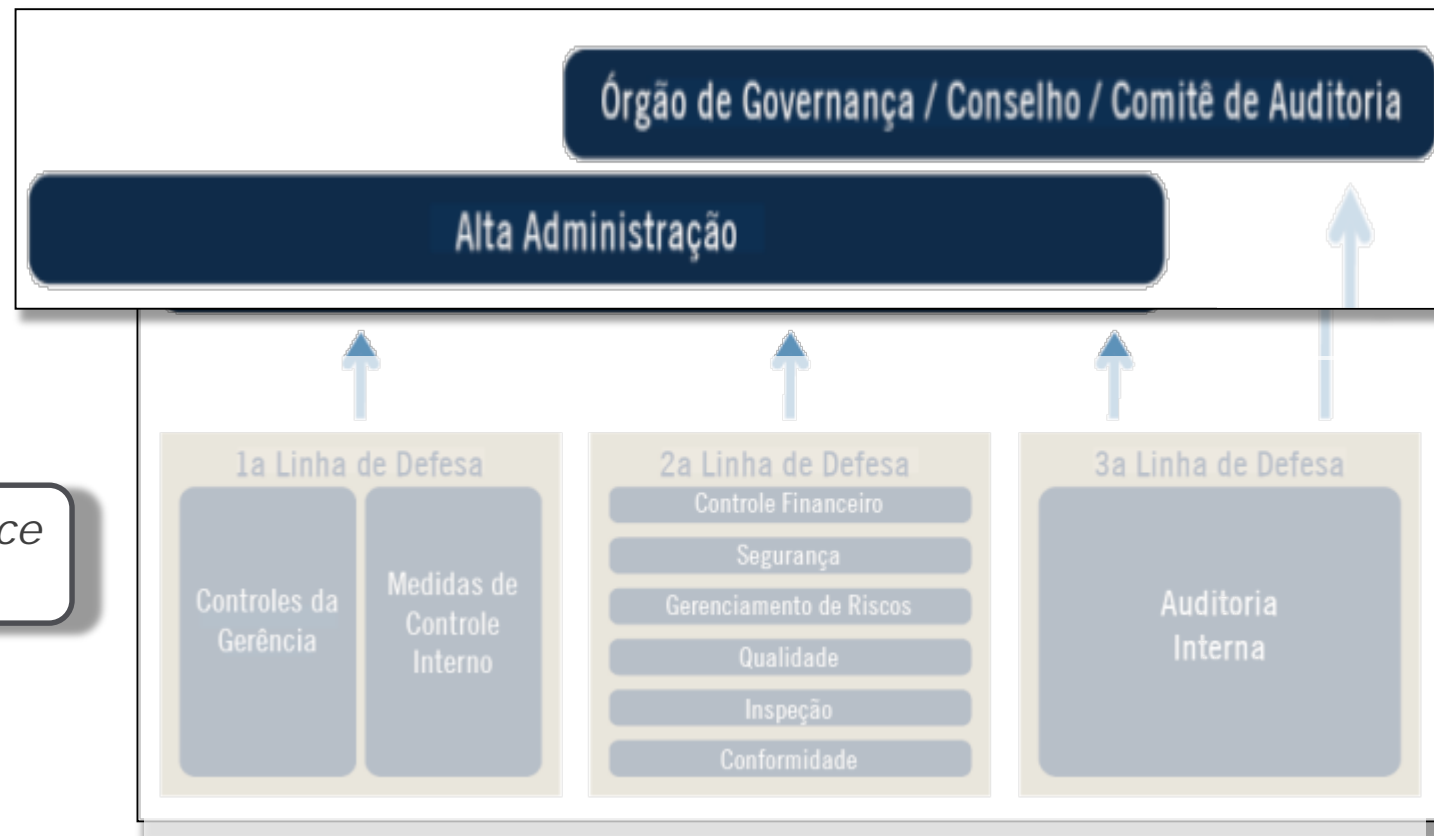 Órgão de Governança / Conselho / Comitê de Auditoria
Alta Administração
1a Linha de Defesa
Controles da
Gerência
Medidas de
Controle
Interno
2a Linha de Defesa
Controle Financeiro
Segurança
Gerenciamento de Riscos
Qualidade
Inspeção
Conformidade
3a Linha de Defesa
Auditoria
Interna